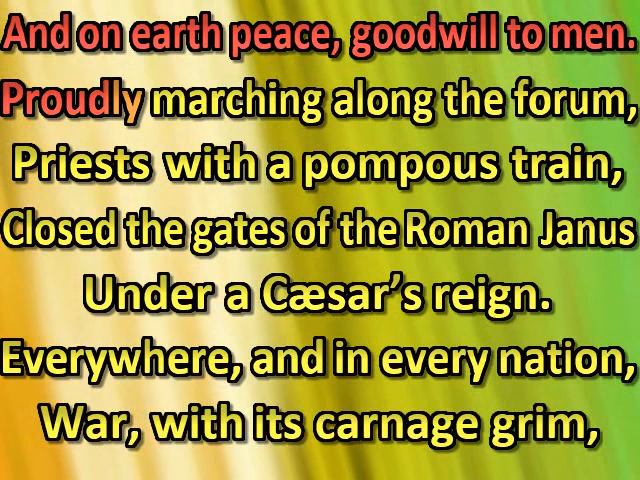 And on earth peace, goodwill to men.
Proudly marching along the forum,
Priests with a pompous train,
Closed the gates of the Roman Janus
Under a Cæsar’s reign.
Everywhere, and in every nation,
War, with its carnage grim,